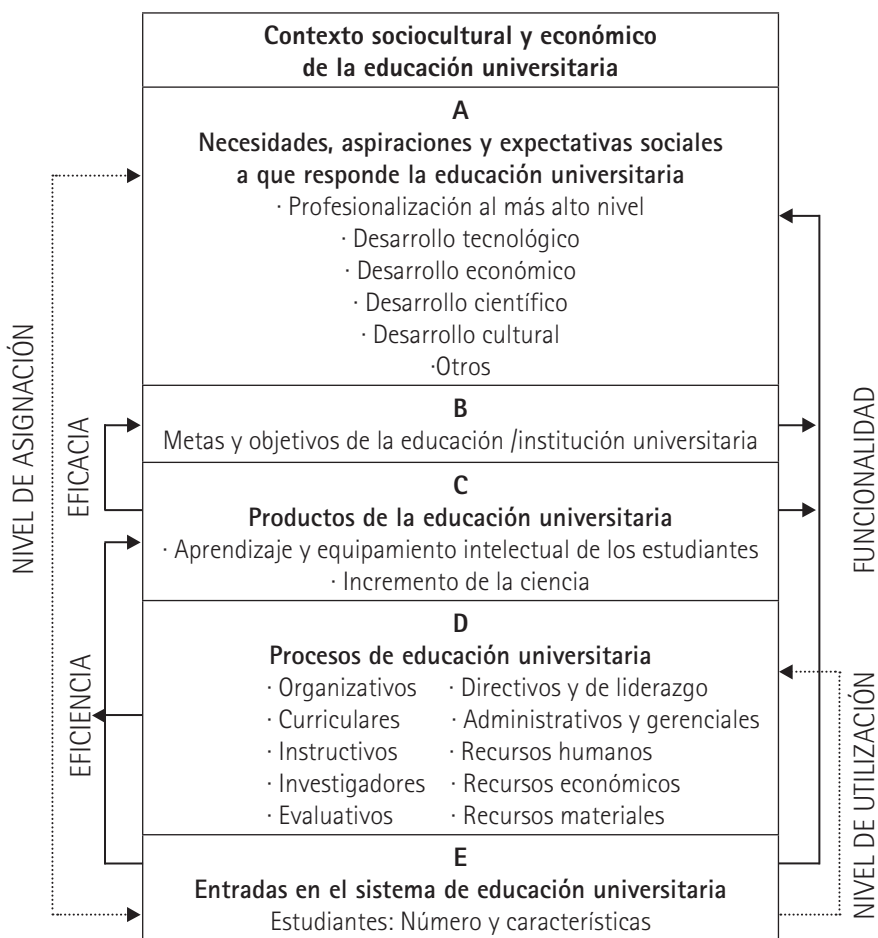 Contexto sociocultural y económico
de la educación universitaria
A
Necesidades, aspiraciones y expectativas sociales
a que responde la educación universitaria
· Profesionalización al más alto nivel
· Desarrollo tecnológico
· Desarrollo económico
· Desarrollo científico
· Desarrollo cultural
·Otros
B
Metas y objetivos de la educación /institución universitaria
C
Productos de la educación universitaria
· Aprendizaje y equipamiento intelectual de los estudiantes
· Incremento de la ciencia
D
Procesos de educación universitaria
· Organizativos · Directivos y de liderazgo
· Curriculares · Administrativos y gerenciales
· Instructivos · Recursos humanos
· Investigadores · Recursos económicos
· Evaluativos · Recursos materiales
E
Entradas en el sistema de educación universitaria
Estudiantes: Número y características
NIVEL DE ASIGNACIÓN
EFICACIA
EFICIENCIA
FUNCIONALIDAD
NIVEL DE UTILIZACIÓN